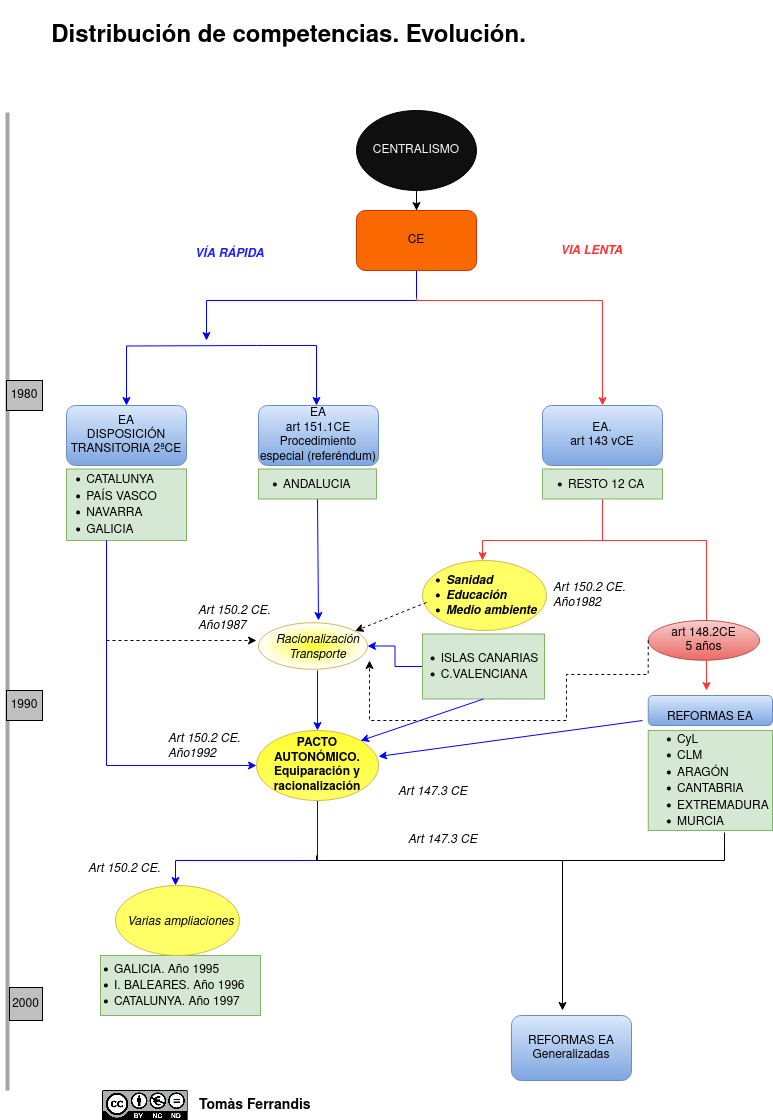 Distribución de competencias. Evolución.
CENTRALISMO
CE
VÍA RÁPIDA
VIA LENTA
1980
EA
DISPOSICIÓN
TRANSITORIA 2ªCE
EA
art 151.1CE
Procedimiento
especial (referéndum)
EA.
art 143 vCE
• CATALUNYA
• PAÍS VASCO
• NAVARRA
• GALICIA
• ANDALUCIA
• RESTO 12 CA
• Sanidad
• Educación
• Medio ambiente
Art 150.2 CE.
Año1982
Art 150.2 CE.
Año1987
Racionalización
Transporte
art 148.2CE
5 años
• ISLAS CANARIAS
• C.VALENCIANA
1990
REFORMAS EA
• CyL
• CLM
• ARAGÓN
• CANTABRIA
• EXTREMADURA
• MURCIA
Art 150.2 CE.
Año1992
PACTO
AUTONÓMICO.
Equiparación y
racionalización
Art 147.3 CE
Art 147.3 CE
Art 150.2 CE.
Varias ampliaciones
• GALICIA. Año 1995
• I. BALEARES. Año 1996
• CATALUNYA. Año 1997
2000
REFORMAS EA
Generalizadas
CC BY NC ND
Tomàs Ferrandis